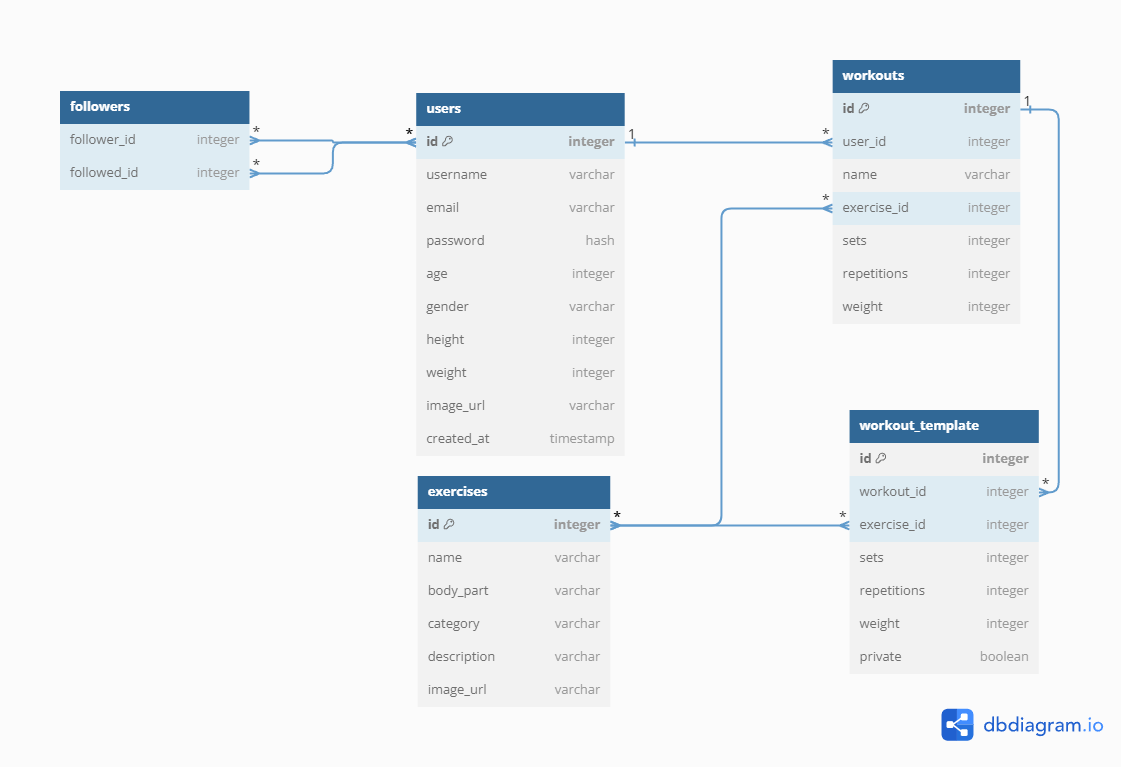 followers
follower_id integer *
followed_id integer *
users
* id integer 1
username varchar
email varchar
password hash
age integer
gender varchar
height integer
weight integer
image_url varchar
created_at timestamp
exercises
id integer *
name varchar
body_part varchar
category varchar
description varchar
image_url varchar
workouts
id integer 1
* user_id integer
name varchar
* exercise_id integer
sets integer
repetitions integer
weight integer
workout_template
id integer
workout_id integer *
* exercise_id integer
sets integer
repetitions integer
weight integer
private boolean
dbdiagram.io